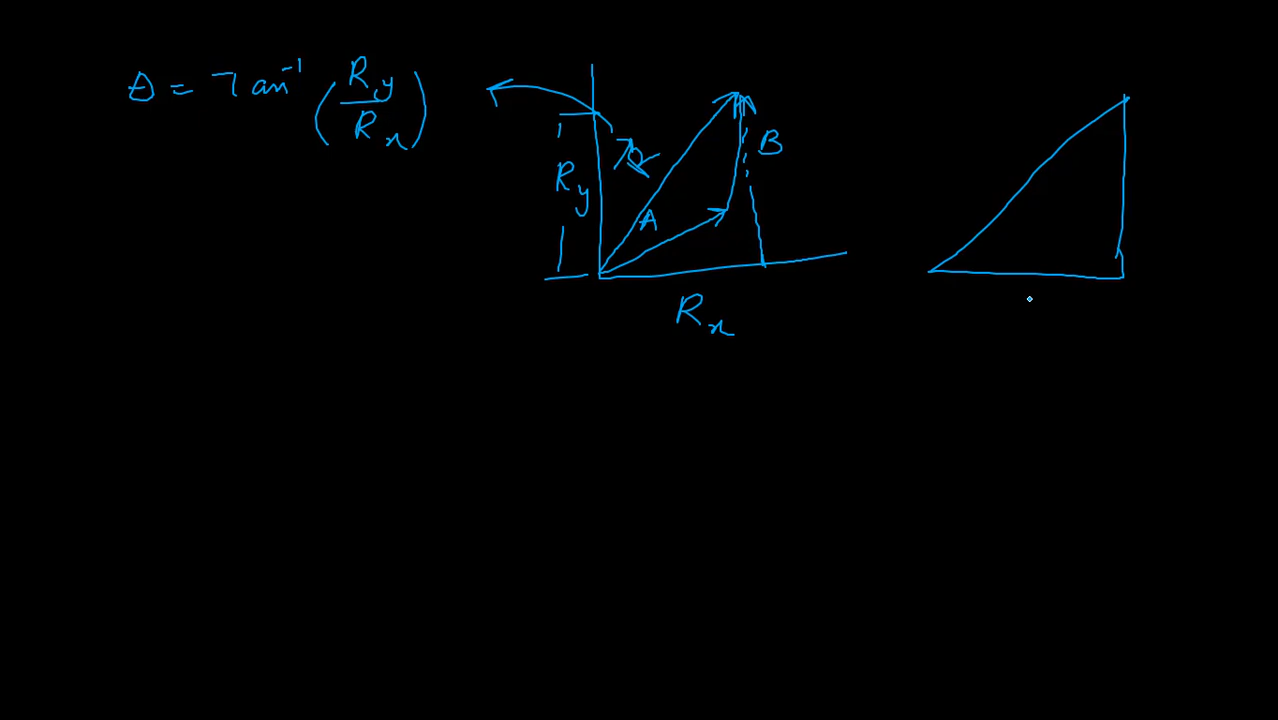 θ = Tan⁻¹ (Ry/Rx)
B
Ry
A
Rx